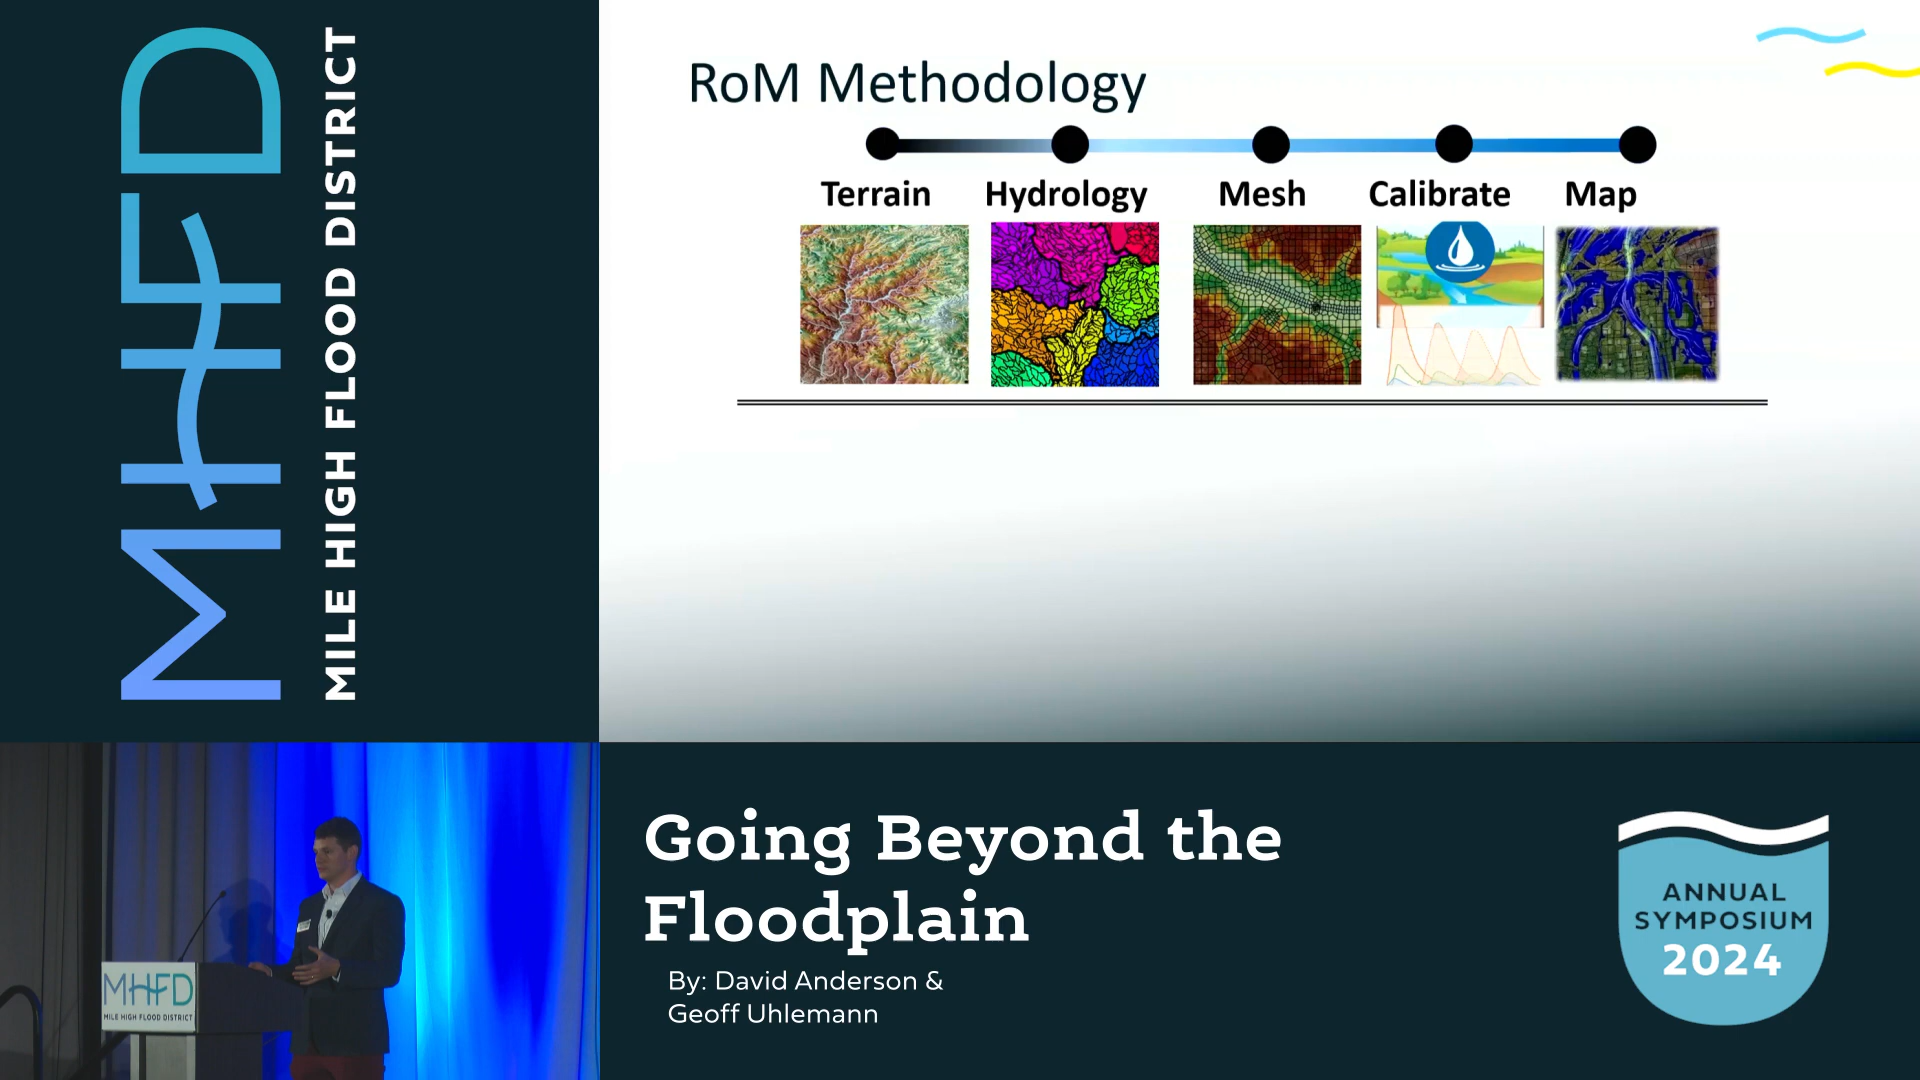 MHFD
MILE HIGH FLOOD DISTRICT
RoM Methodology
Terrain Hydrology Mesh Calibrate Map
MHFD
MILE HIGH FLOOD DISTRICT
Going Beyond the
Floodplain
By: David Anderson &
Geoff Uhlemann
ANNUAL
SYMPOSIUM
2024